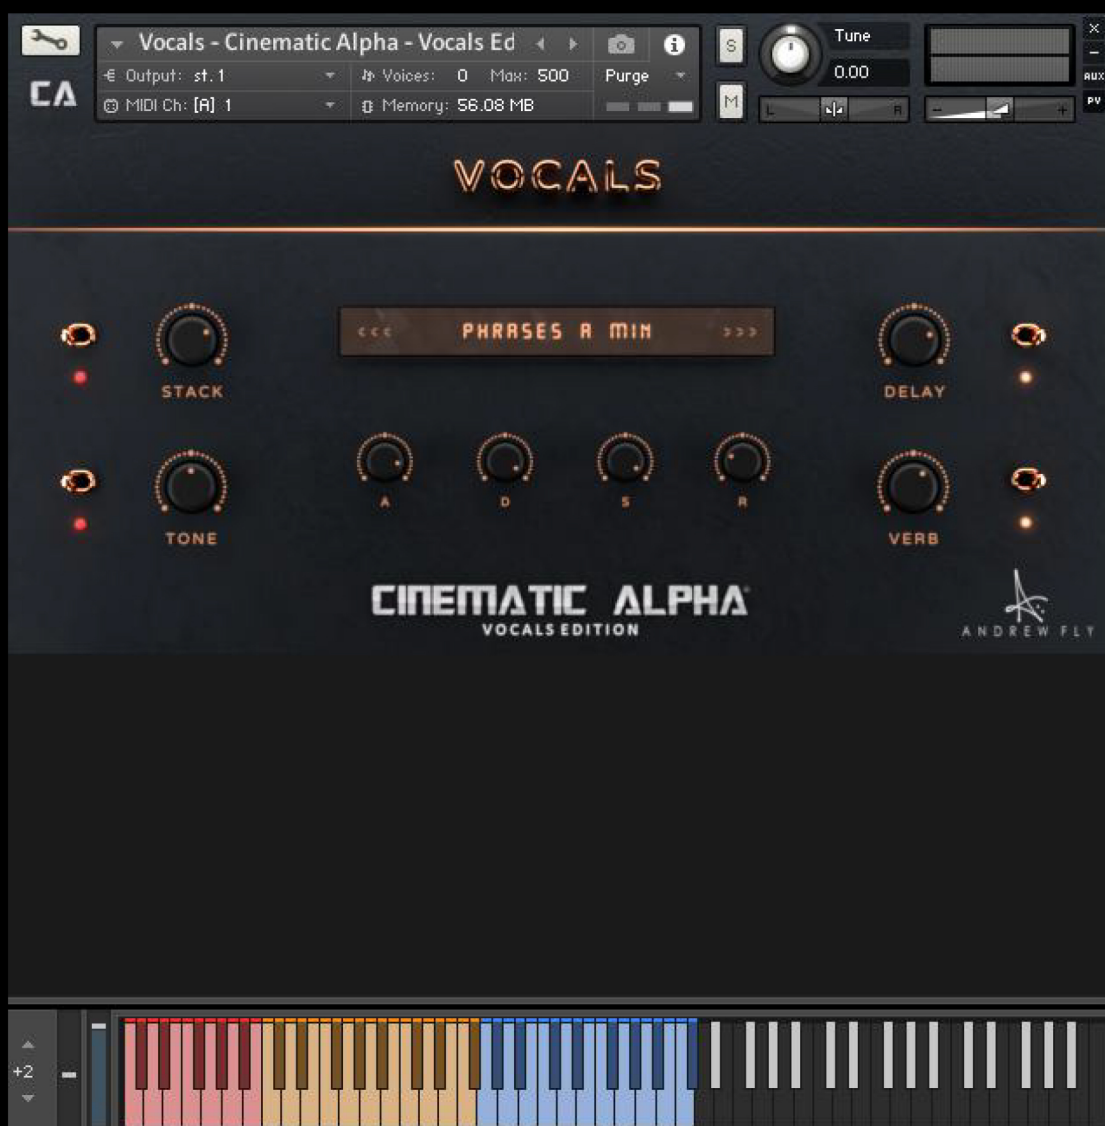 Vocals - Cinematic Alpha - Vocals Ed
Output: st.1
Voices: 0 Max: 500
Purge
MIDI Ch: [A] 1
Memory: 56.08 MB
CA
S
M
Tune
0.00
L
R
-
+
×
-
AUX
PV
VOCALS
<<< PHRASES A MIN >>>
STACK
DELAY
A D S R
TONE
VERB
CINEMATIC ALPHA
VOCALS EDITION
ANDREW FLY
+2